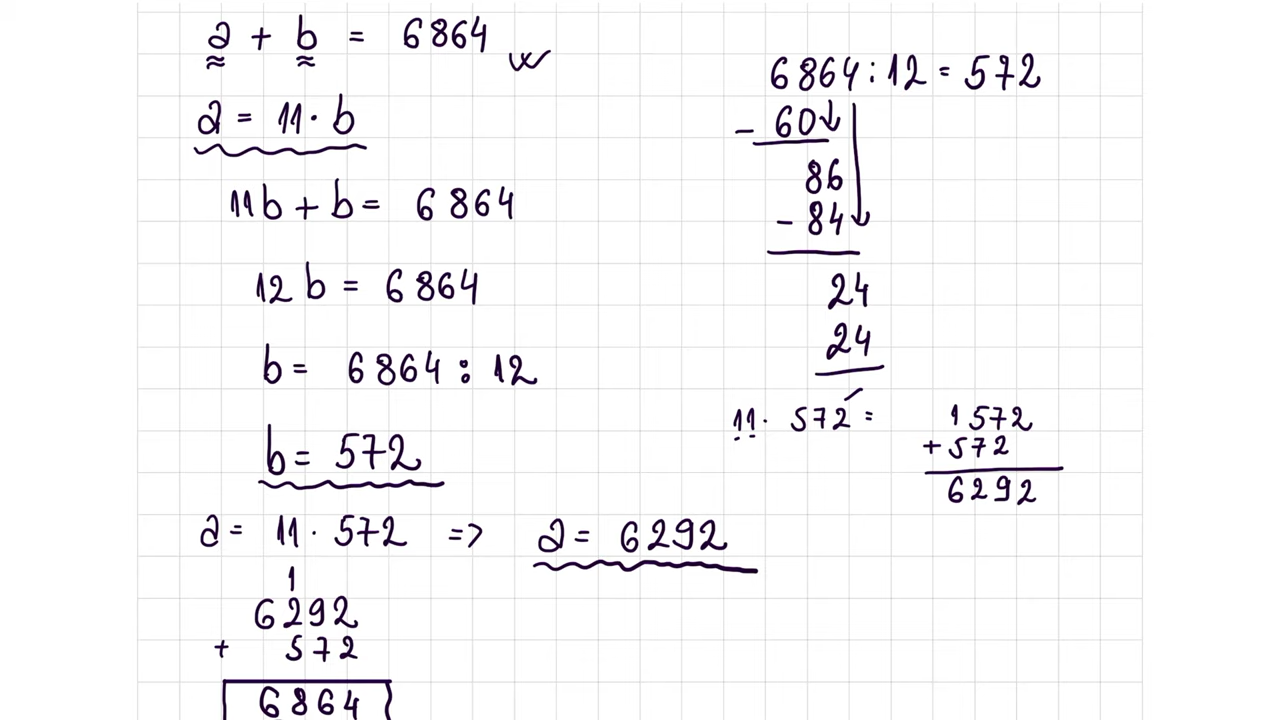 a + b = 6864
a = 11 · b
11b + b = 6864
12 b = 6864
b = 6864 : 12
b = 572
a = 11 · 572 => a = 6292
1
6292
+ 572
6864
6864 : 12 = 572
- 60
86
- 84
24
24
11 · 572 =
1 572
+ 572
6292